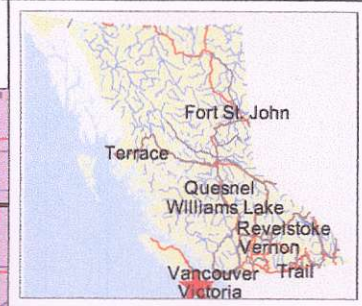 Fort St. John
Terrace
Quesnel
Williams Lake
Revelstoke
Vernon
Vancouver Trail
Victoria